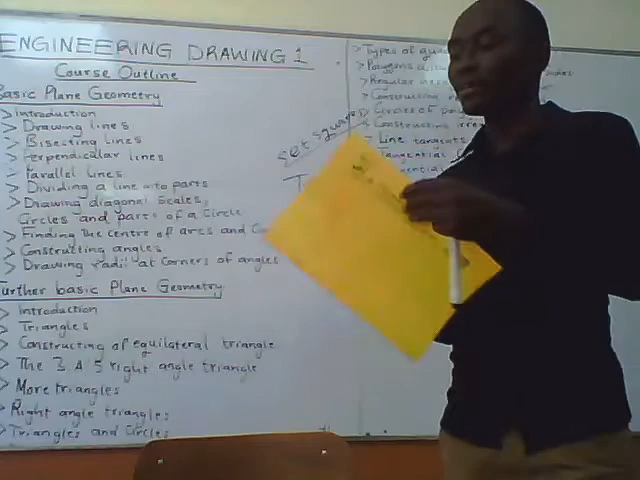 ENGINEERING DRAWING 1
Course Outline
Basic Plane Geometry
> Introduction
> Drawing lines
> Bisecting lines
> Perpendicular lines
> Parallel lines
> Dividing a line into parts
> Drawing diagonal scales,
Circles and parts of a Circle
> Finding the centre of arcs and
> Constructing angles
> Drawing radii at corners of angles
Further basic Plane Geometry
> Introduction
> Triangles
> Constructing of equilateral triangle
> The 3 4 5 right angle triangle
> More triangles
> Right angle triangles
> Triangles and Circles
Set square
T
> Types of
> Polygons
> Regular
> Constructing
> Circles of
> Constructing
> Line tangents
> Tangential